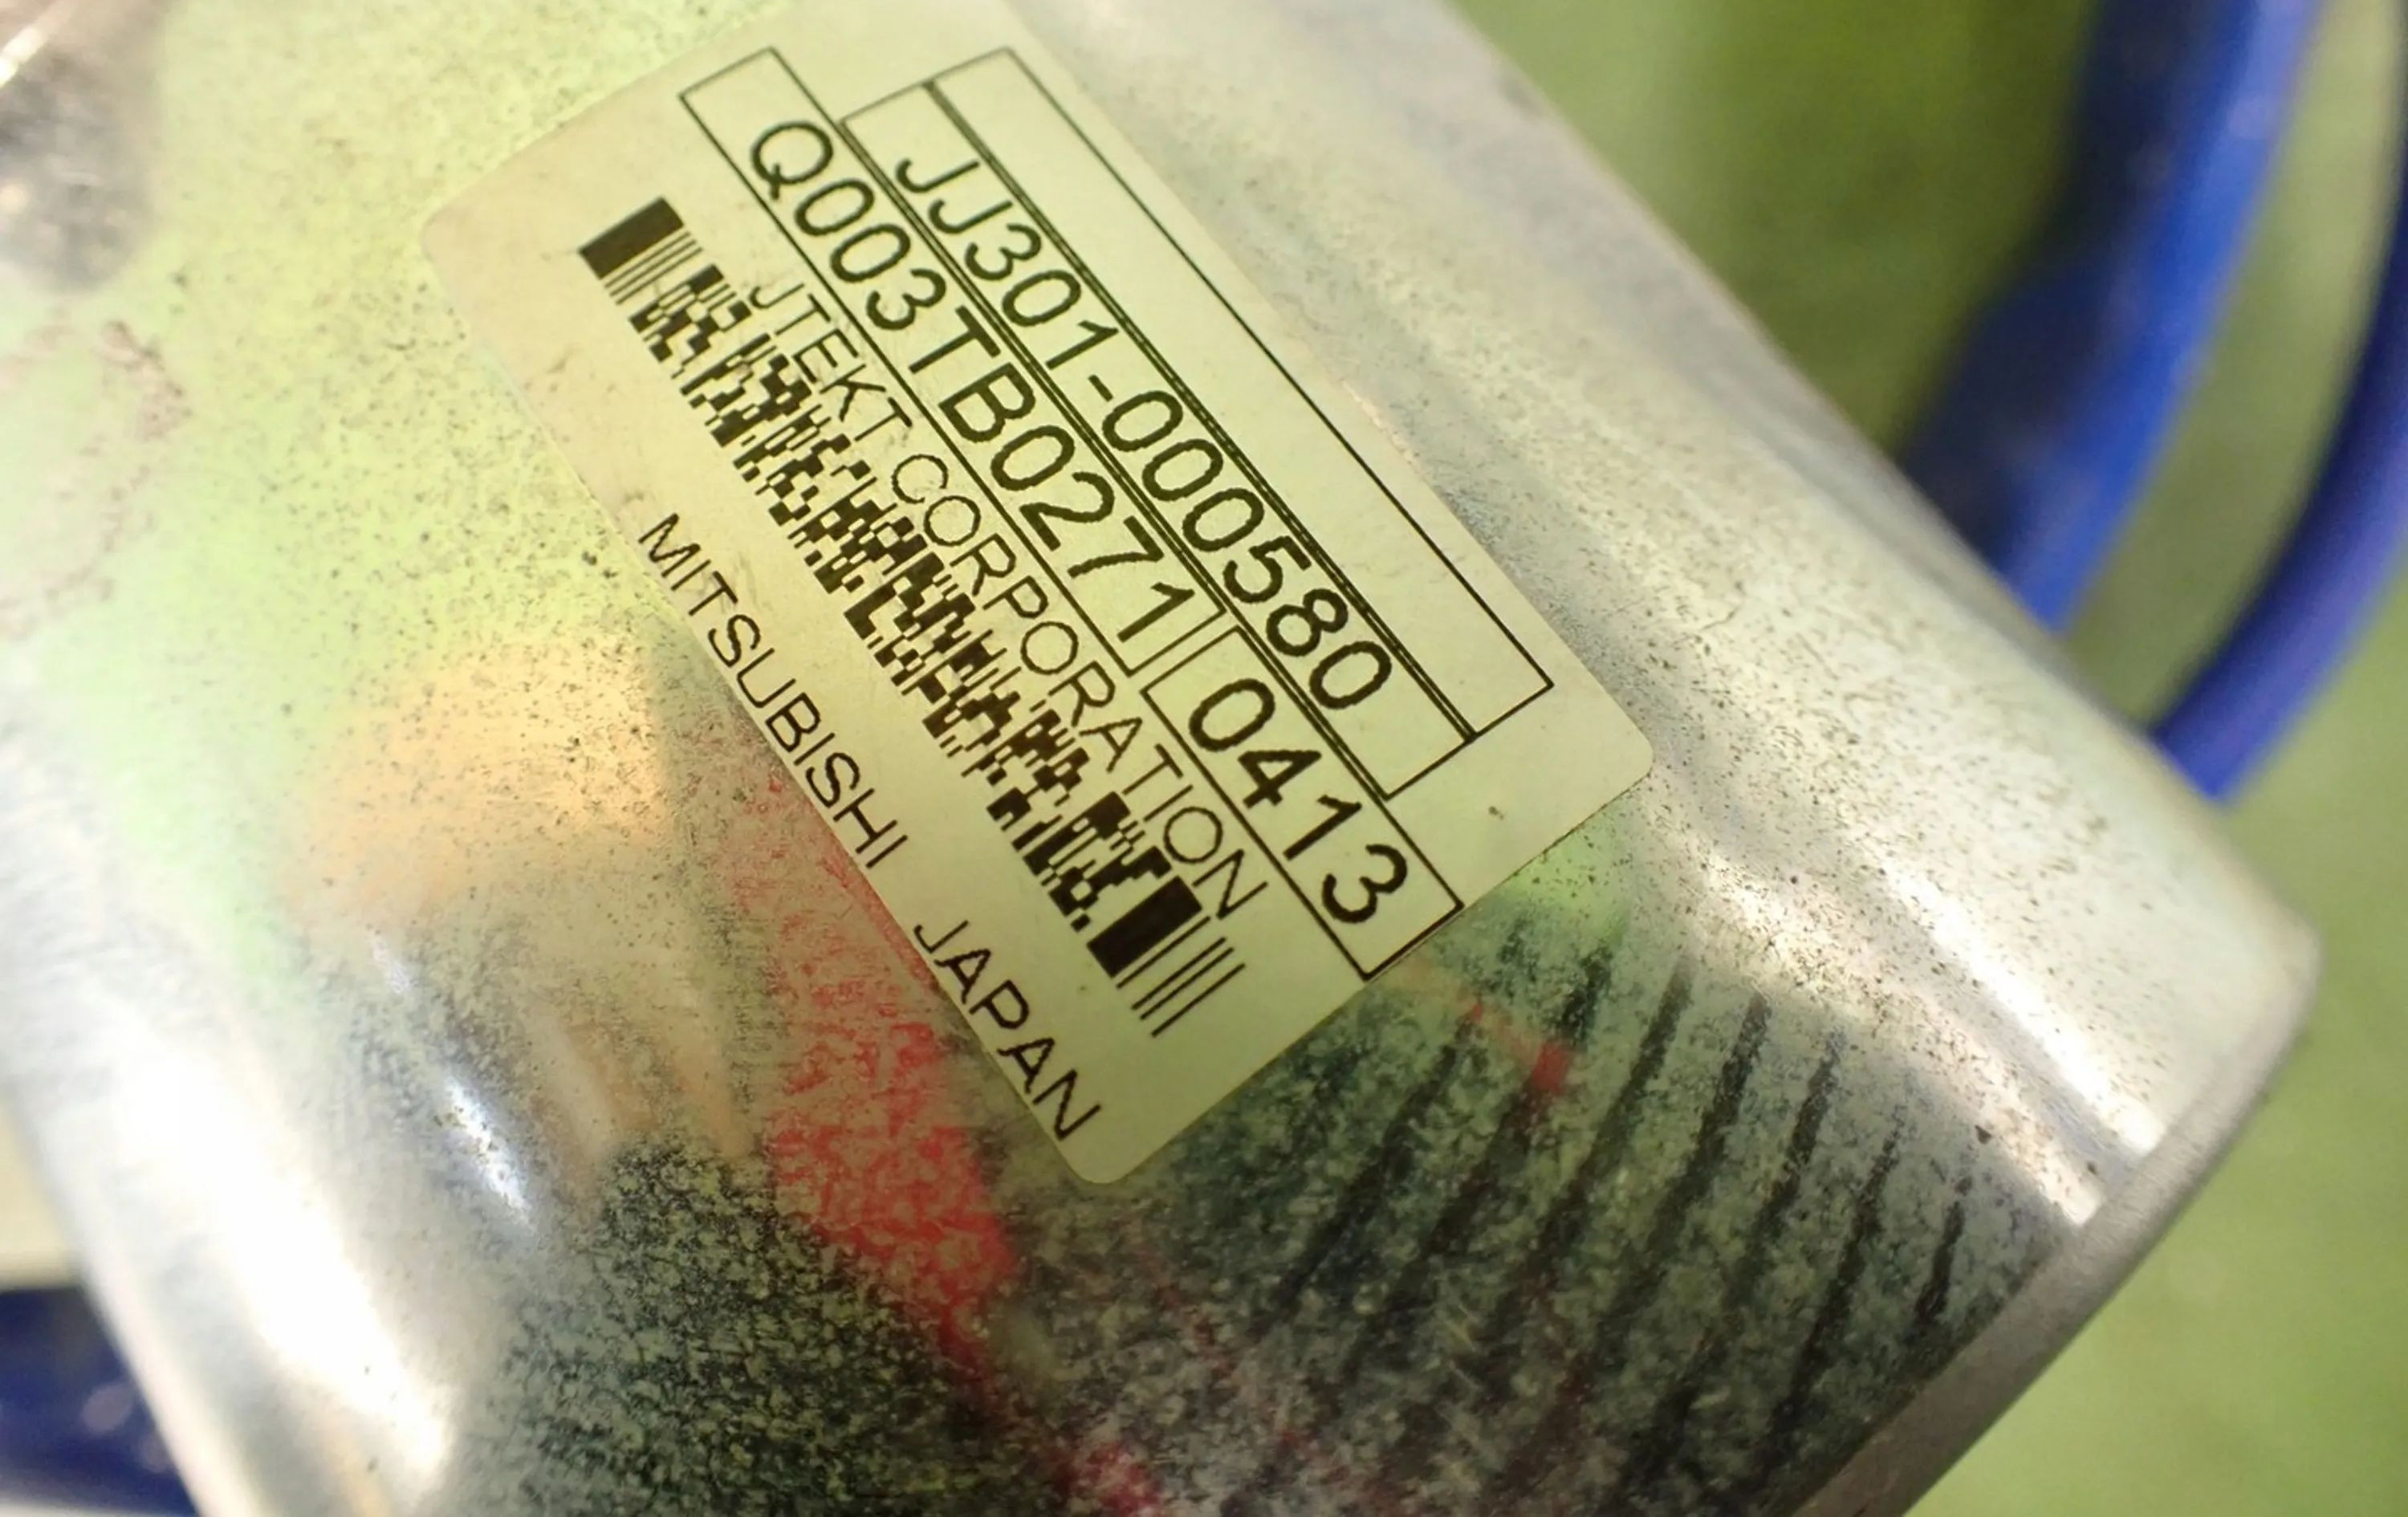 JJ301-000580
Q003TB0271 0413
JTEKT CORPORATION
MITSUBISHI JAPAN